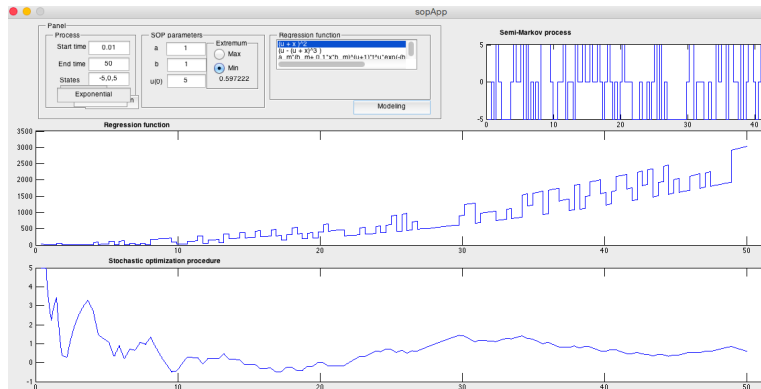 sopApp
Panel
Process
Start time 0.01
End time 50
States -5,0,5
Exponential
SOP parameters
a 1
b 1
u(0) 5
Extremum
Max
Min
0.597222
Regression function
(u + x )^2
(u - (u + x)^3 )
Modeling
Semi-Markov process
5
0
-5
0 10 20 30 40
Regression function
3500
3000
2500
2000
1500
1000
500
0
0 10 20 30 40 50
Stochastic optimization procedure
5
4
3
2
1
0
-1
0 10 20 30 40 50